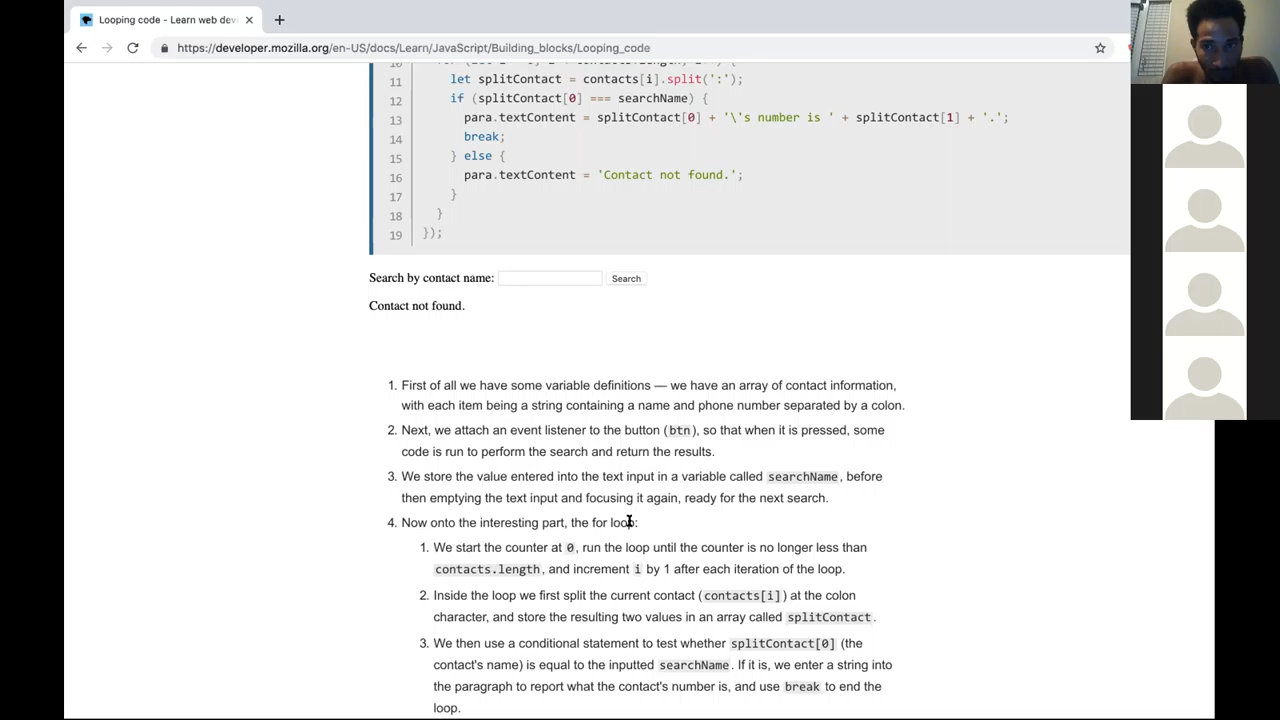 Looping code - Learn web dev
https://developer.mozilla.org/en-US/docs/Learn/JavaScript/Building_blocks/Looping_code
11 let splitContact = contacts[i].split(':');
12 if (splitContact[0] === searchName) {
13 para.textContent = splitContact[0] + '\'s number is ' + splitContact[1] + '.';
14 break;
15 } else {
16 para.textContent = 'Contact not found.';
17 }
18 }
19 });
Search by contact name: Search
Contact not found.
1. First of all we have some variable definitions — we have an array of contact information,
with each item being a string containing a name and phone number separated by a colon.
2. Next, we attach an event listener to the button (btn), so that when it is pressed, some
code is run to perform the search and return the results.
3. We store the value entered into the text input in a variable called searchName, before
then emptying the text input and focusing it again, ready for the next search.
4. Now onto the interesting part, the for loop:
1. We start the counter at 0, run the loop until the counter is no longer less than
contacts.length, and increment i by 1 after each iteration of the loop.
2. Inside the loop we first split the current contact (contacts[i]) at the colon
character, and store the resulting two values in an array called splitContact.
3. We then use a conditional statement to test whether splitContact[0] (the
contact's name) is equal to the inputted searchName. If it is, we enter a string into
the paragraph to report what the contact's number is, and use break to end the
loop.